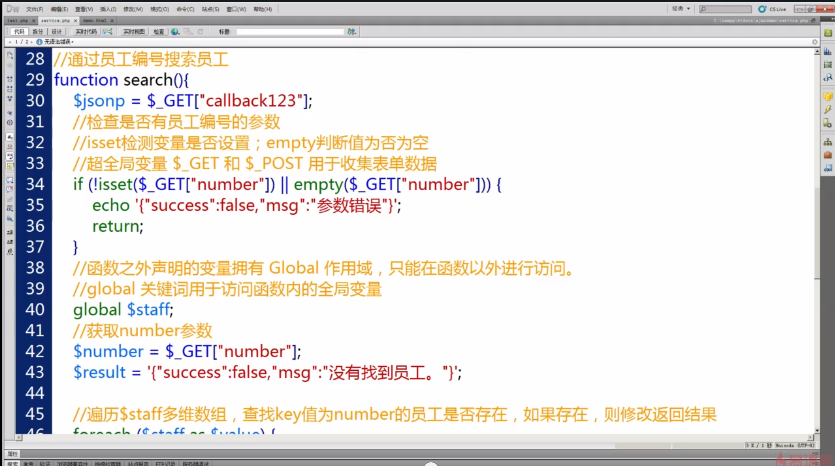 文件(F) 编辑(E) 查看(V) 插入(I) 修改(M) 格式(O) 命令(C) 站点(S) 窗口(W) 帮助(H) 经典 CS Live
test.php × service.php × demo.html ×
代码 拆分 设计 实时代码 实时视图 检查 标题:
28 //通过员工编号搜索员工
29 function search(){
30 $jsonp = $_GET["callback123"];
31 //检查是否有员工编号的参数
32 //isset检测变量是否设置；empty判断值为否为空
33 //超全局变量 $_GET 和 $_POST 用于收集表单数据
34 if (!isset($_GET["number"]) || empty($_GET["number"])) {
35 echo '{"success":false,"msg":"参数错误"}';
36 return;
37 }
38 //函数之外声明的变量拥有 Global 作用域，只能在函数以外进行访问。
39 //global 关键词用于访问函数内的全局变量
40 global $staff;
41 //获取number参数
42 $number = $_GET["number"];
43 $result = '{"success":false,"msg":"没有找到员工。"}';
44
45 //遍历$staff多维数组，查找key值为number的员工是否存在，如果存在，则修改返回结果
46 foreach ($staff as $value) {
属性